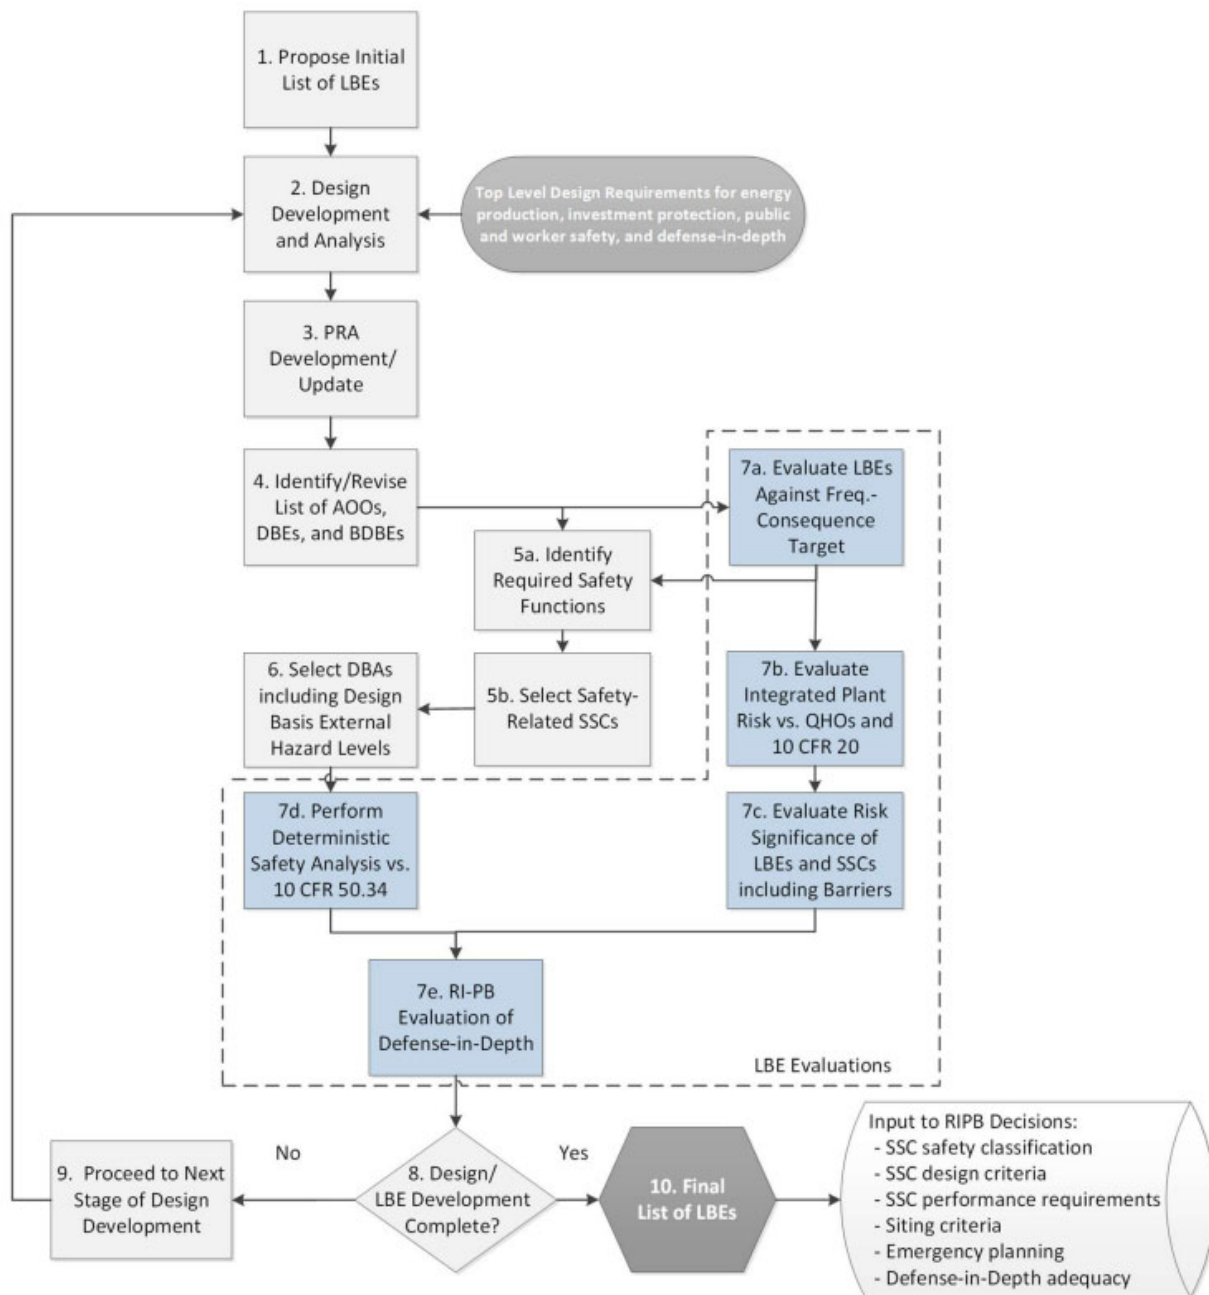 1. Propose Initial
List of LBEs
2. Design
Development
and Analysis
Top Level Design Requirements for energy
production, investment protection, public
and worker safety, and defense-in-depth
3. PRA
Development/
Update
4. Identify/Revise
List of AOOs,
DBEs, and BDBEs
7a. Evaluate LBEs
Against Freq.-
Consequence
Target
5a. Identify
Required Safety
Functions
6. Select DBAs
including Design
Basis External
Hazard Levels
5b. Select Safety-
Related SSCs
7b. Evaluate
Integrated Plant
Risk vs. QHOs and
10 CFR 20
7d. Perform
Deterministic
Safety Analysis vs.
10 CFR 50.34
7c. Evaluate Risk
Significance of
LBEs and SSCs
including Barriers
7e. RI-PB
Evaluation of
Defense-in-Depth
LBE Evaluations
9. Proceed to Next
Stage of Design
Development
No
8. Design/
LBE Development
Complete?
Yes
10. Final
List of LBEs
Input to RIPB Decisions:
- SSC safety classification
- SSC design criteria
- SSC performance requirements
- Siting criteria
- Emergency planning
- Defense-in-Depth adequacy